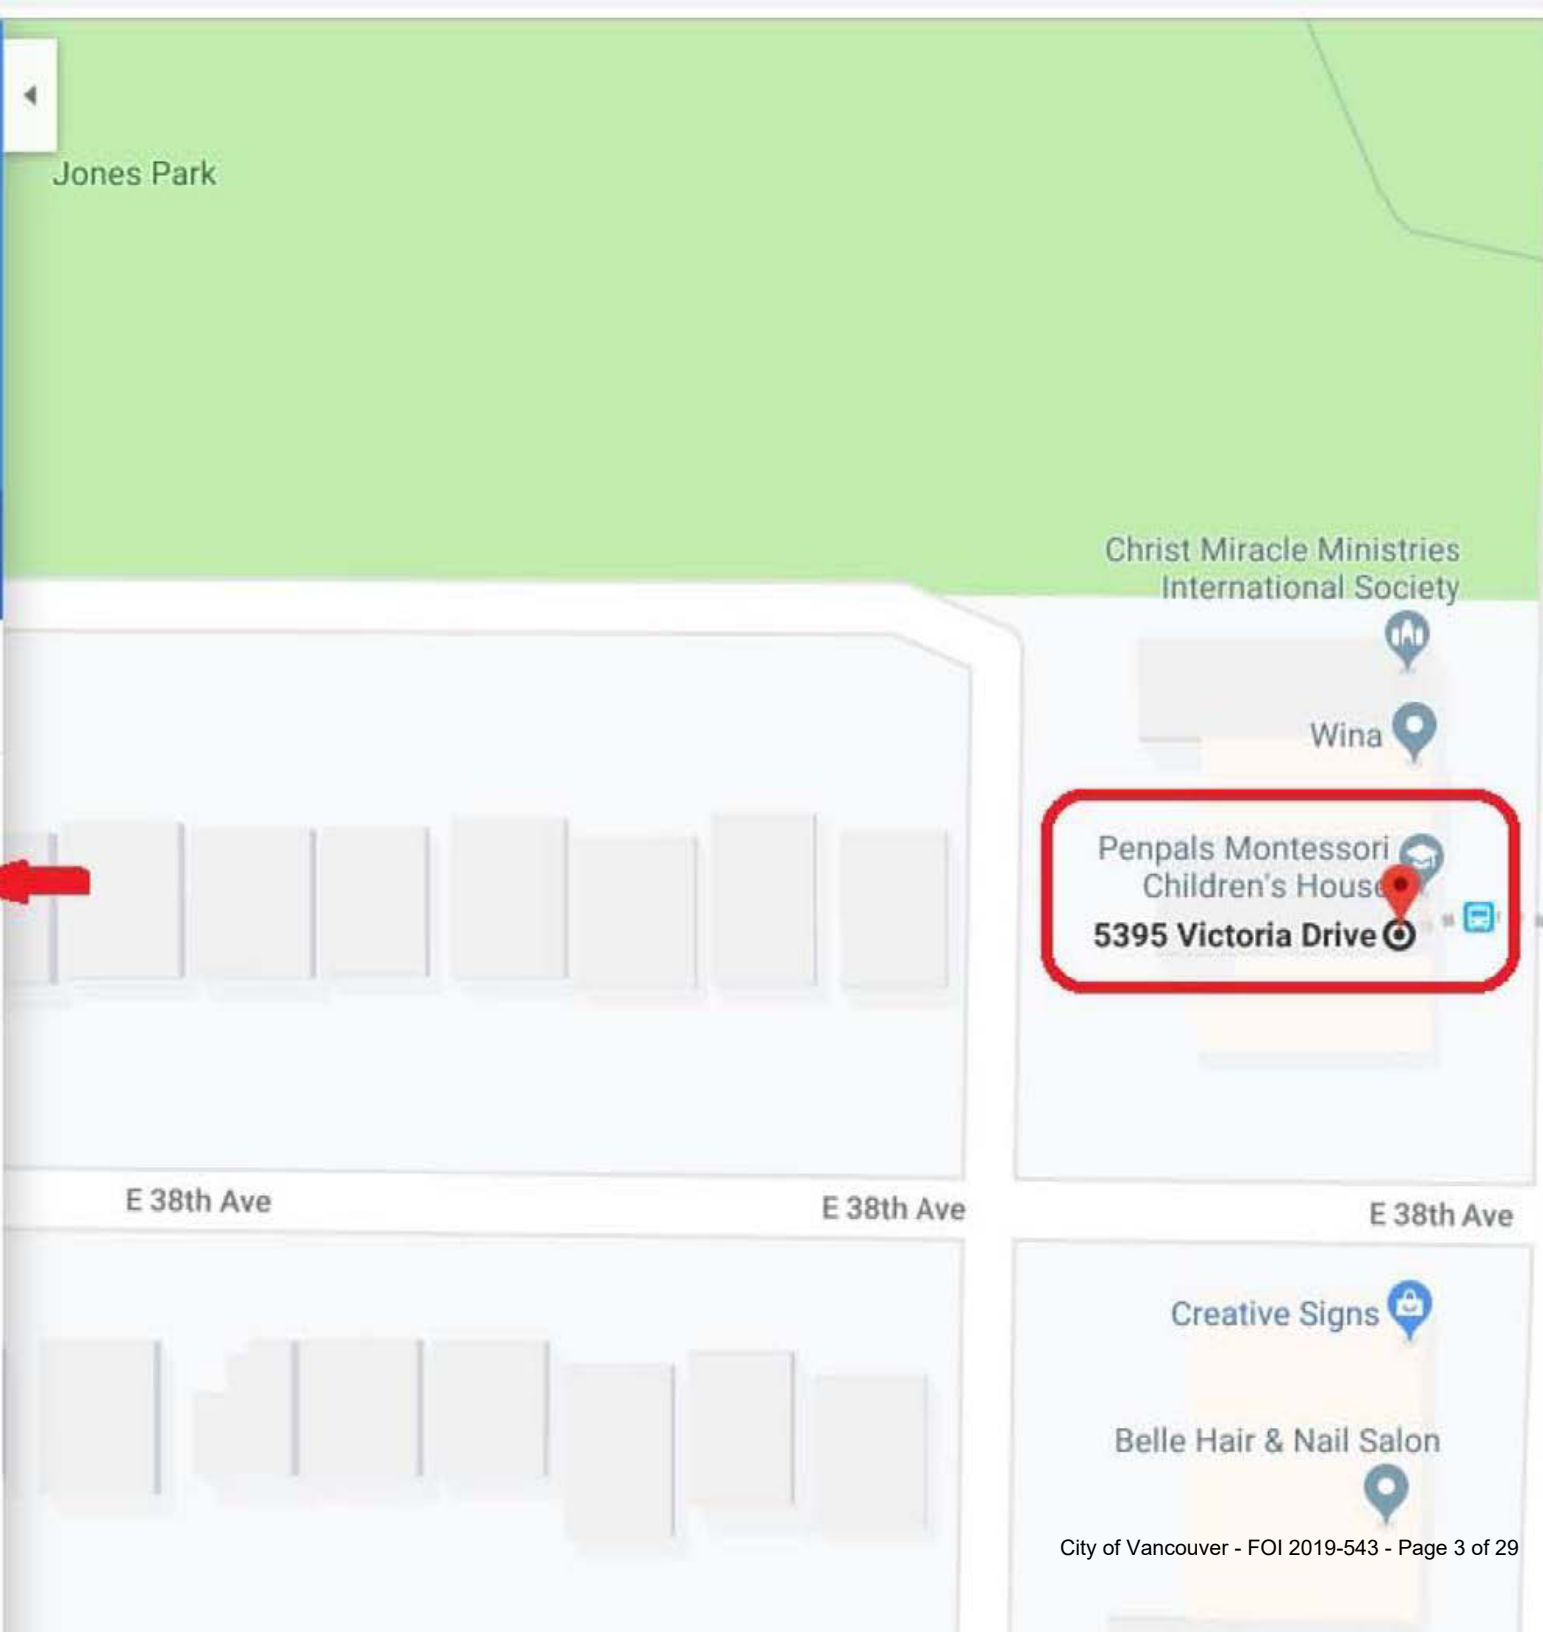 Jones Park
Christ Miracle Ministries
International Society
Wina
Penpals Montessori
Children's House
5395 Victoria Drive
E 38th Ave
E 38th Ave
E 38th Ave
Creative Signs
Belle Hair & Nail Salon
City of Vancouver - FOI 2019-543 - Page 3 of 29